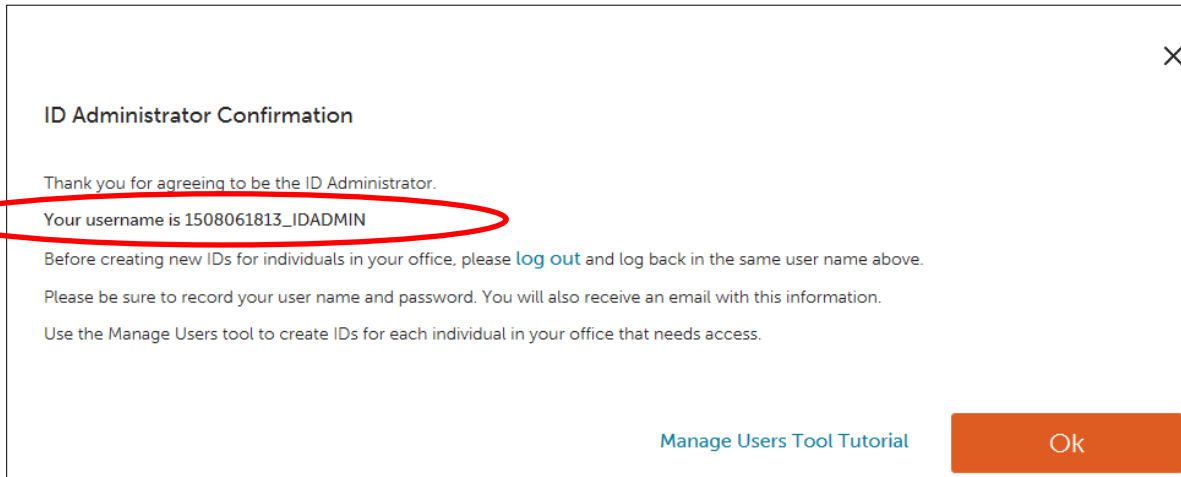 ID Administrator Confirmation
Thank you for agreeing to be the ID Administrator.
Your username is 1508061813_IDADMIN
Before creating new IDs for individuals in your office, please log out and log back in the same user name above.
Please be sure to record your user name and password. You will also receive an email with this information.
Use the Manage Users tool to create IDs for each individual in your office that needs access.
Manage Users Tool Tutorial
Ok